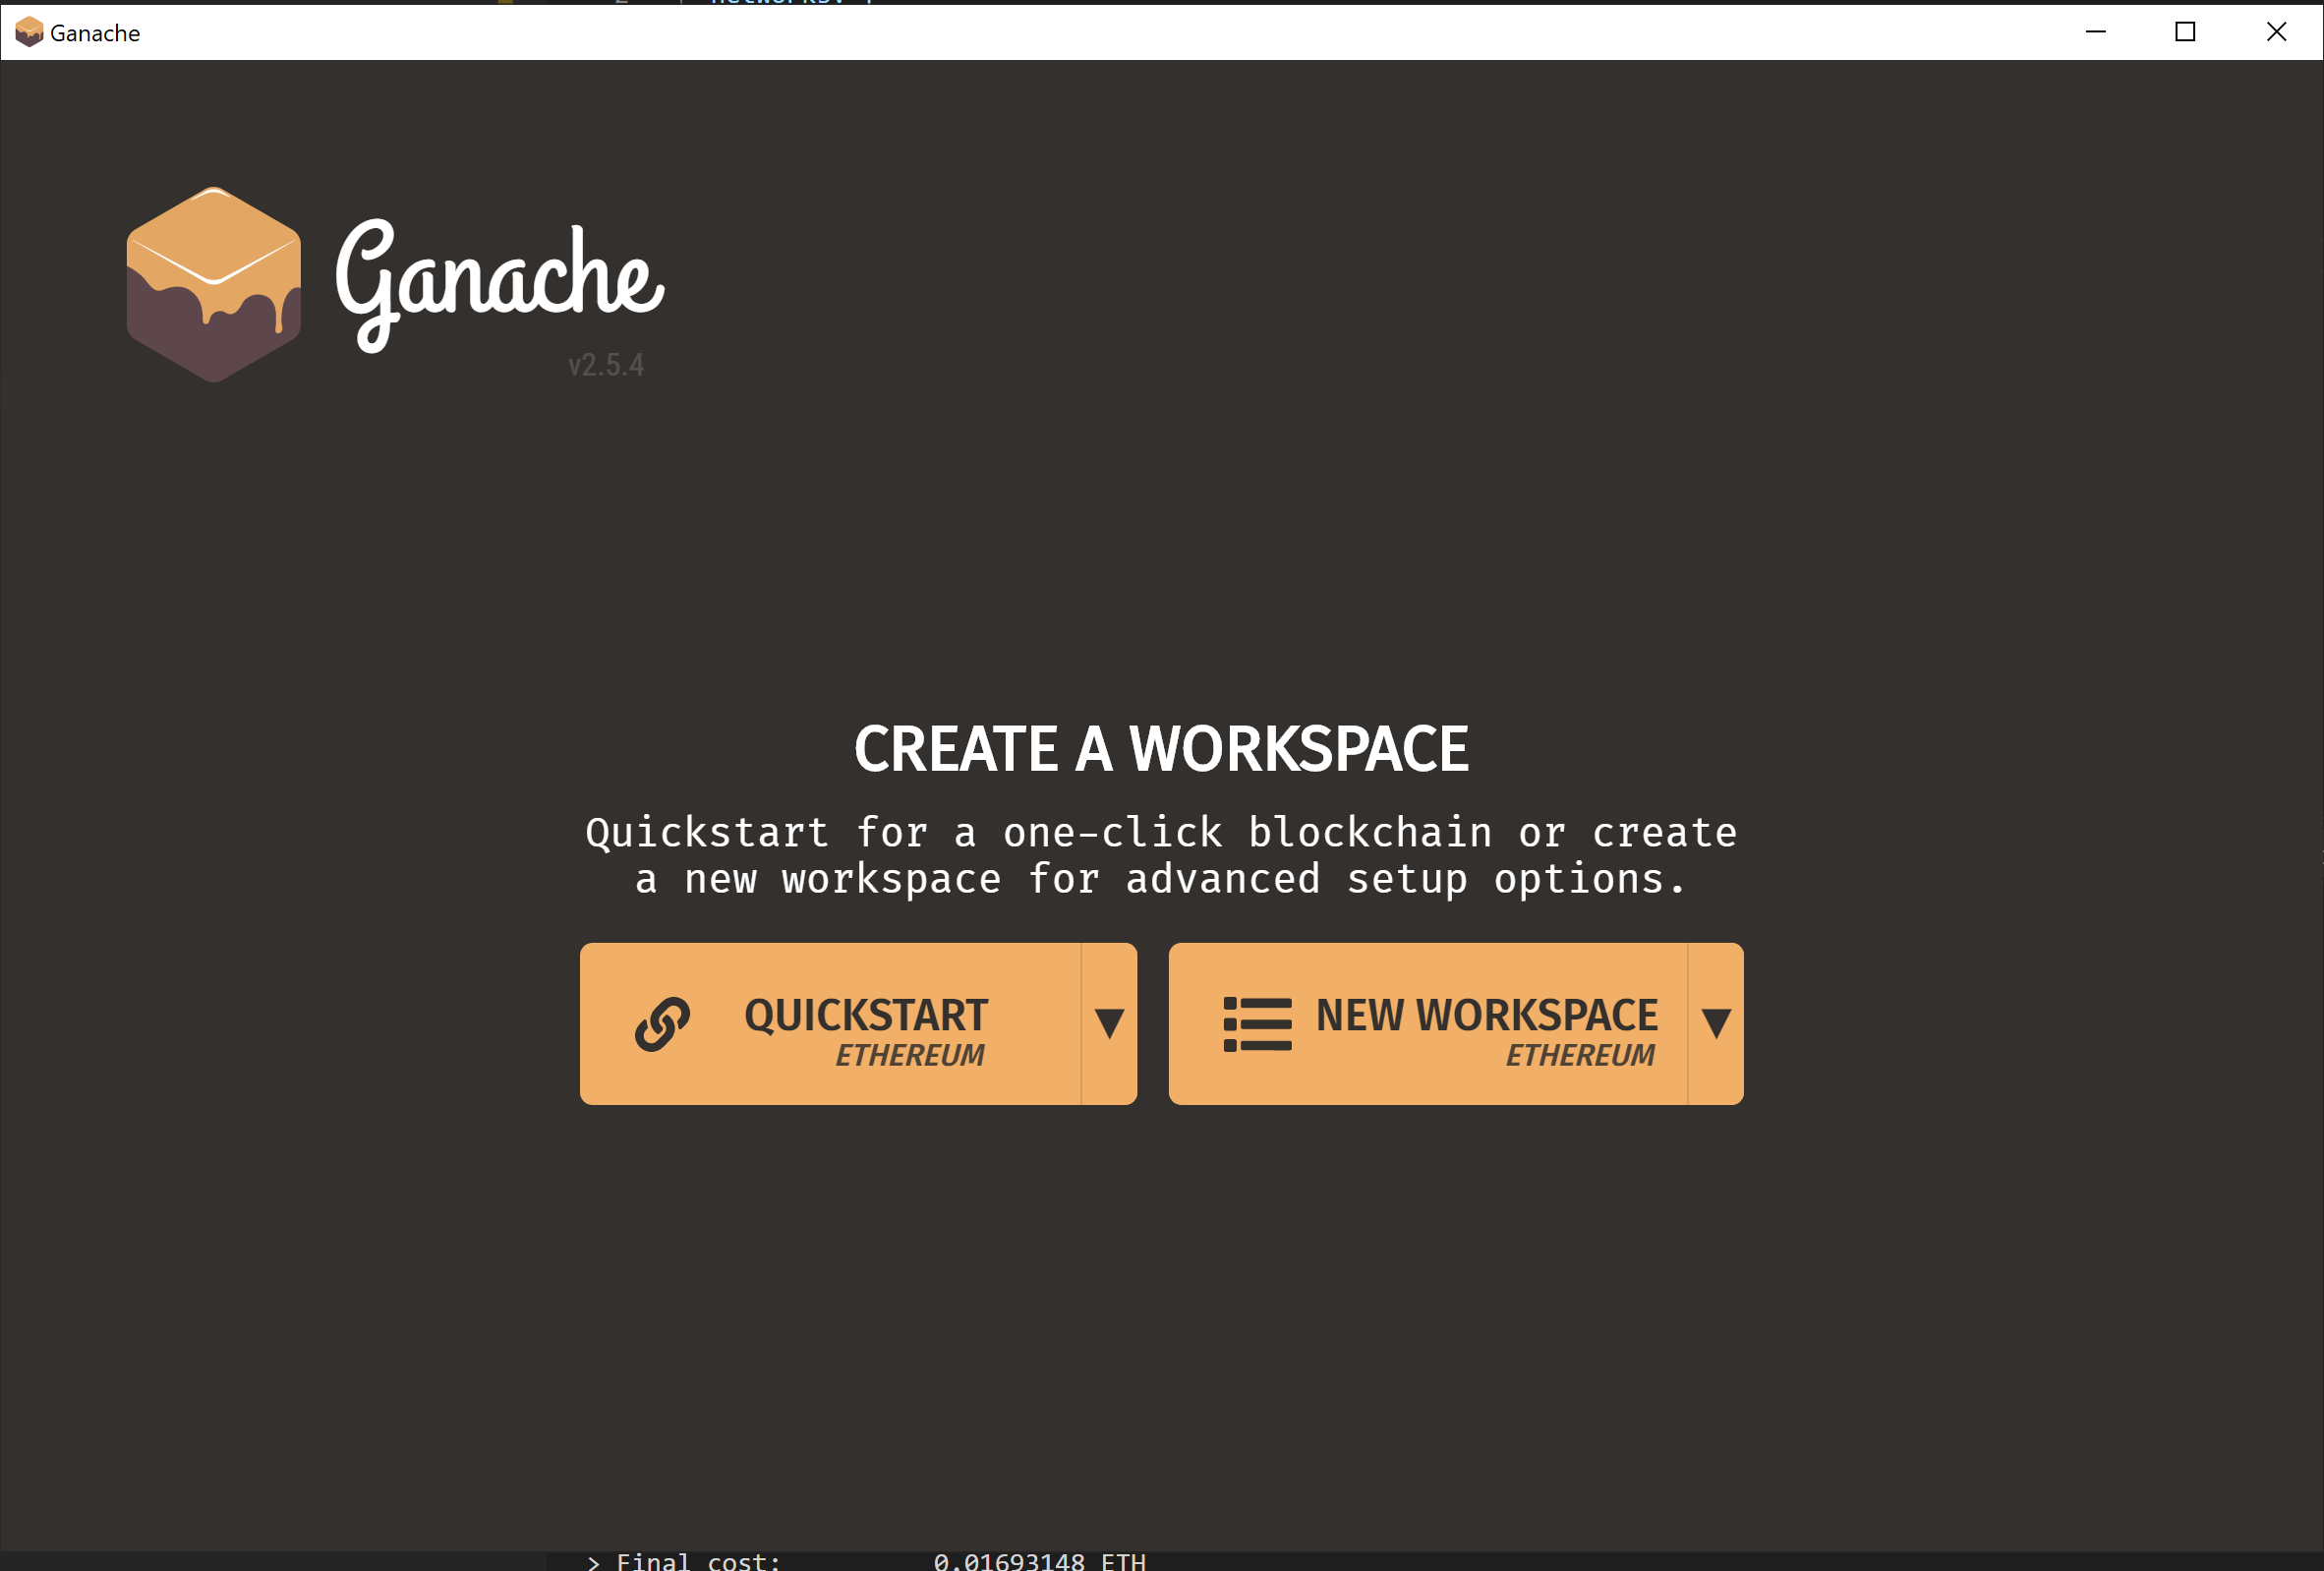 Ganache
Ganache
v2.5.4
CREATE A WORKSPACE
Quickstart for a one-click blockchain or create
a new workspace for advanced setup options.
QUICKSTART
ETHEREUM
▼
NEW WORKSPACE
ETHEREUM
▼
> Final cost: 0.01693148 ETH